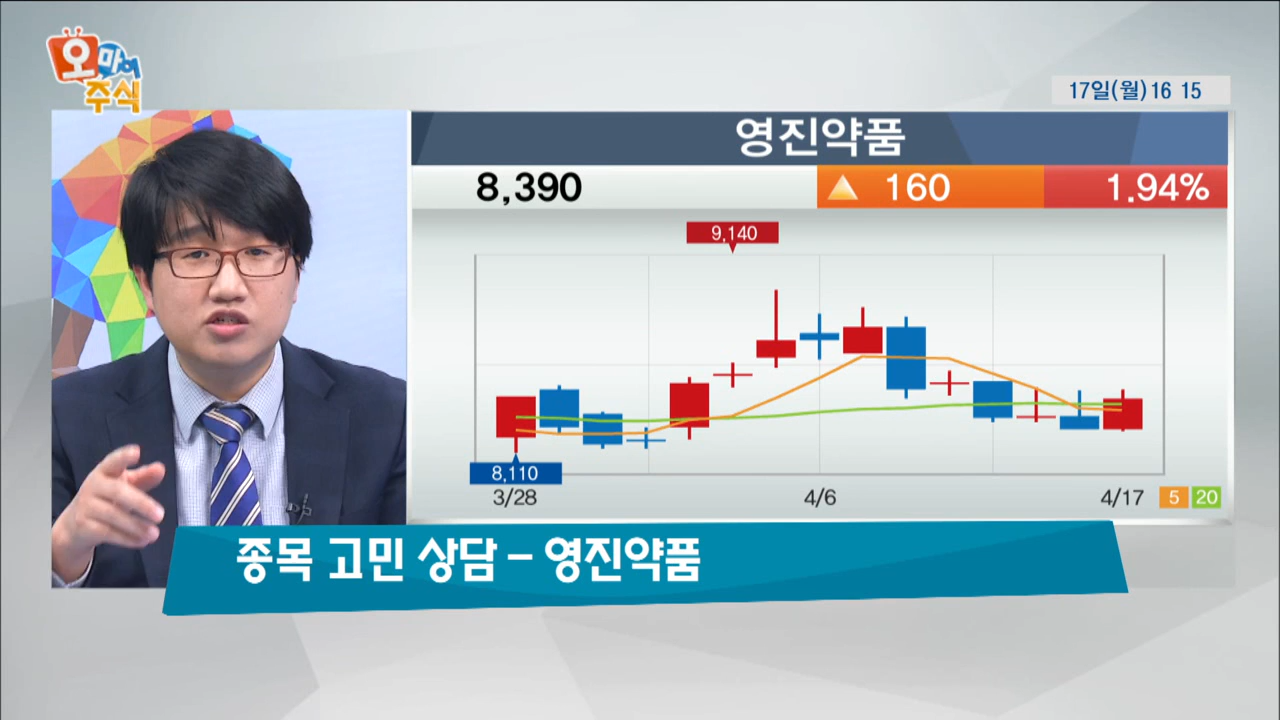 오마이
주식
17일(월) 16 15
영진약품
8,390 ▲ 160 1.94%
9,140
8,110
3/28 4/6 4/17 5 20
종목 고민 상담 – 영진약품